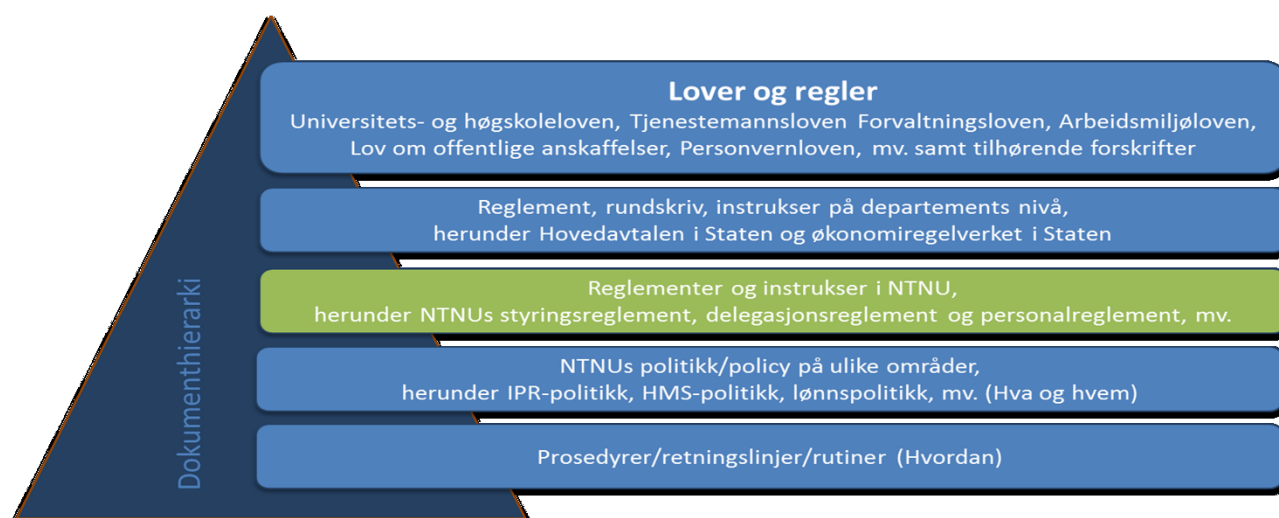 Lover og regler
Universitets- og høgskoleloven, Tjenestemannsloven Forvaltningsloven, Arbeidsmiljøloven,
Lov om offentlige anskaffelser, Personvernloven, mv. samt tilhørende forskrifter
Reglement, rundskriv, instrukser på departements nivå,
herunder Hovedavtalen i Staten og økonomiregelverket i Staten
Reglementer og instrukser i NTNU,
herunder NTNUs styringsreglement, delegasjonsreglement og personalreglement, mv.
NTNUs politikk/policy på ulike områder,
herunder IPR-politikk, HMS-politikk, lønnspolitikk, mv. (Hva og hvem)
Prosedyrer/retningslinjer/rutiner (Hvordan)
Dokumenthierarki